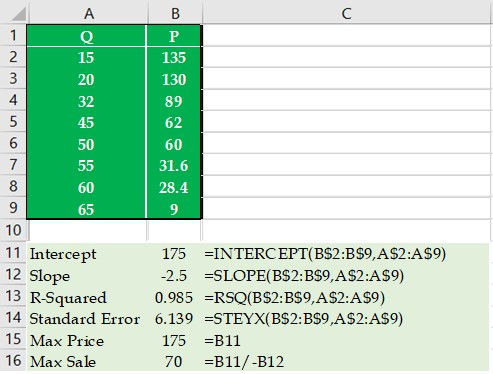 A B C
1 Q P
2 15 135
3 20 130
4 32 89
5 45 62
6 50 60
7 55 31.6
8 60 28.4
9 65 9
10
11 Intercept 175 =INTERCEPT(B$2:B$9,A$2:A$9)
12 Slope -2.5 =SLOPE(B$2:B$9,A$2:A$9)
13 R-Squared 0.985 =RSQ(B$2:B$9,A$2:A$9)
14 Standard Error 6.139 =STEYX(B$2:B$9,A$2:A$9)
15 Max Price 175 =B11
16 Max Sale 70 =B11/-B12